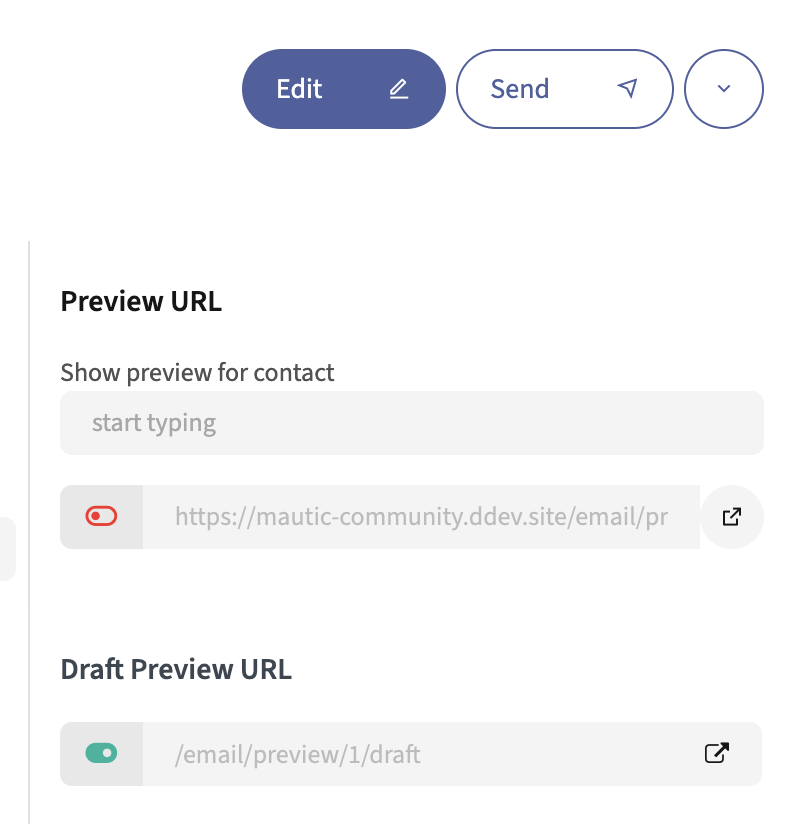 Edit
Send
Preview URL
Show preview for contact
start typing
https://mautic-community.ddev.site/email/pr
Draft Preview URL
/email/preview/1/draft